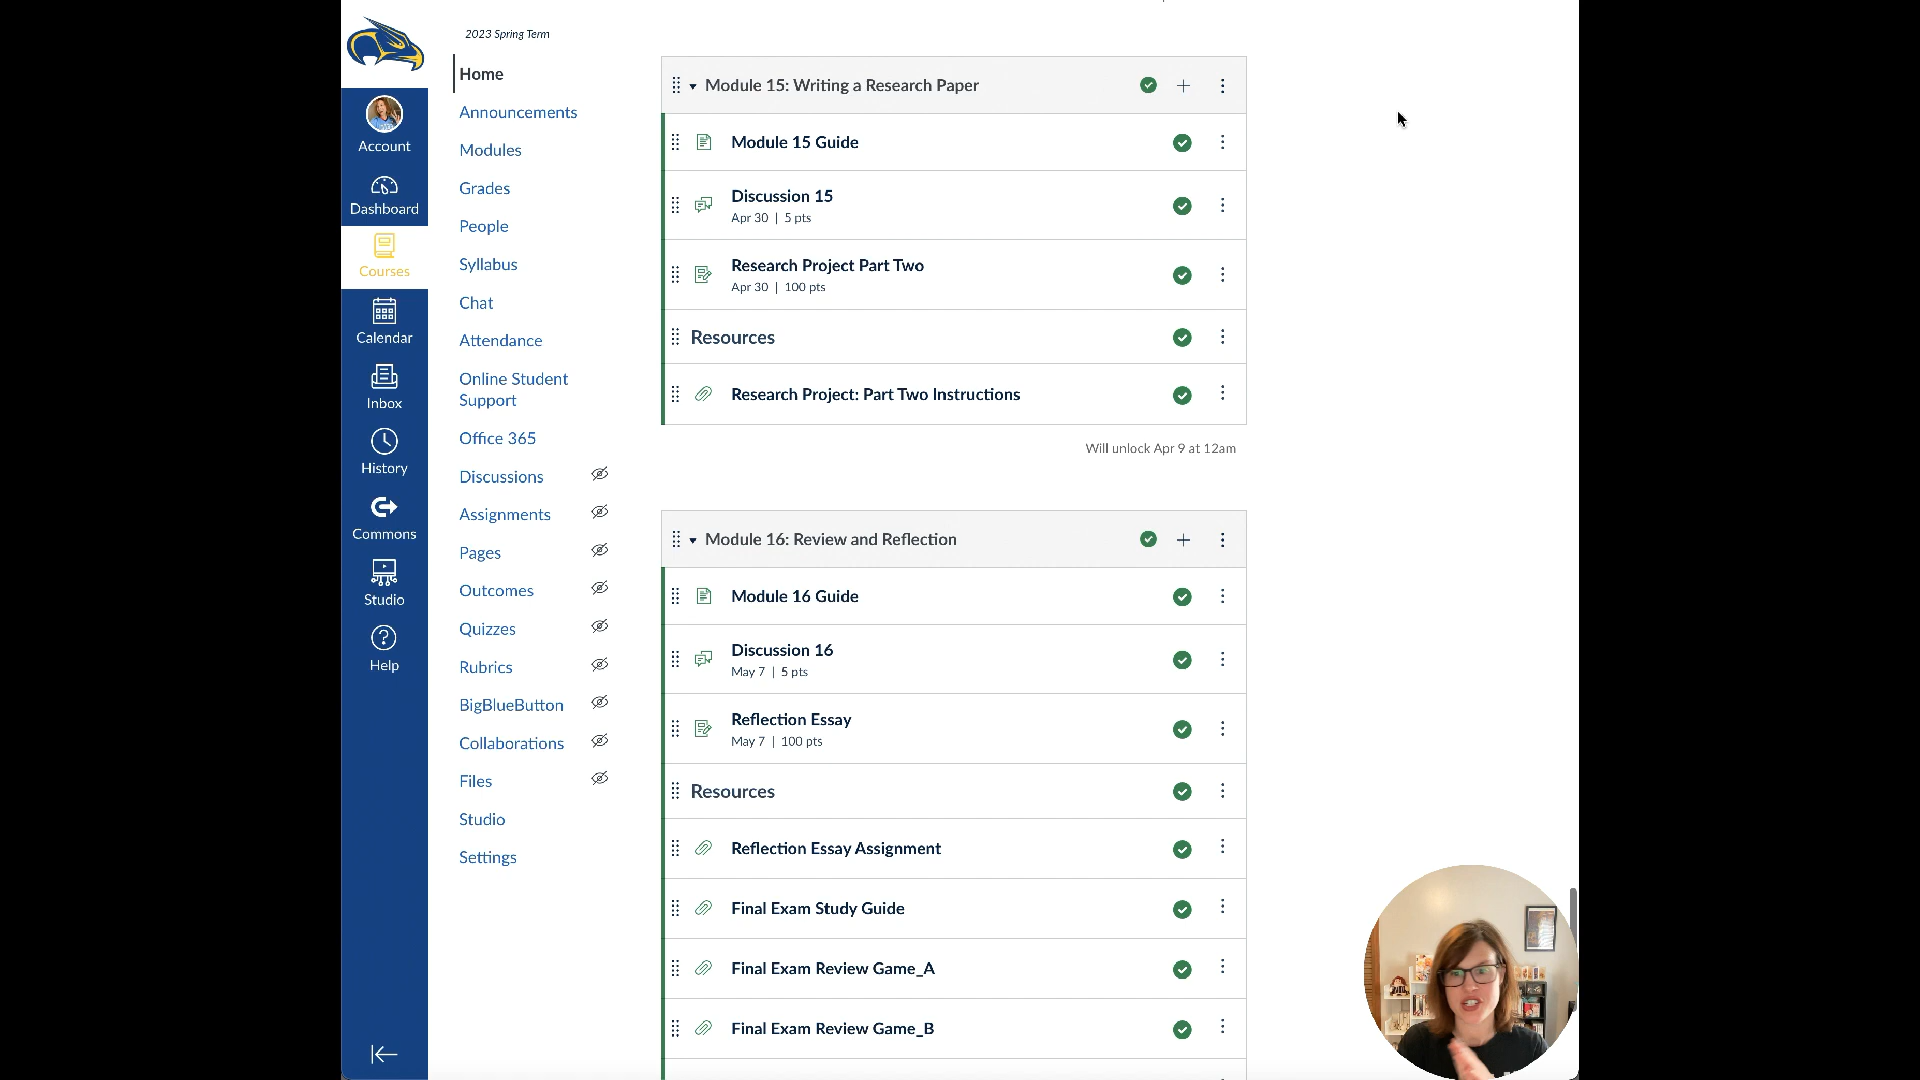 2023 Spring Term
Home
Announcements
Modules
Grades
People
Syllabus
Chat
Attendance
Online Student
Support
Office 365
Discussions
Assignments
Pages
Outcomes
Quizzes
Rubrics
BigBlueButton
Collaborations
Files
Studio
Settings
Account
Dashboard
Courses
Calendar
Inbox
History
Commons
Studio
Help
Module 15: Writing a Research Paper
Module 15 Guide
Discussion 15
Apr 30 | 5 pts
Research Project Part Two
Apr 30 | 100 pts
Resources
Research Project: Part Two Instructions
Will unlock Apr 9 at 12am
Module 16: Review and Reflection
Module 16 Guide
Discussion 16
May 7 | 5 pts
Reflection Essay
May 7 | 100 pts
Resources
Reflection Essay Assignment
Final Exam Study Guide
Final Exam Review Game_A
Final Exam Review Game_B